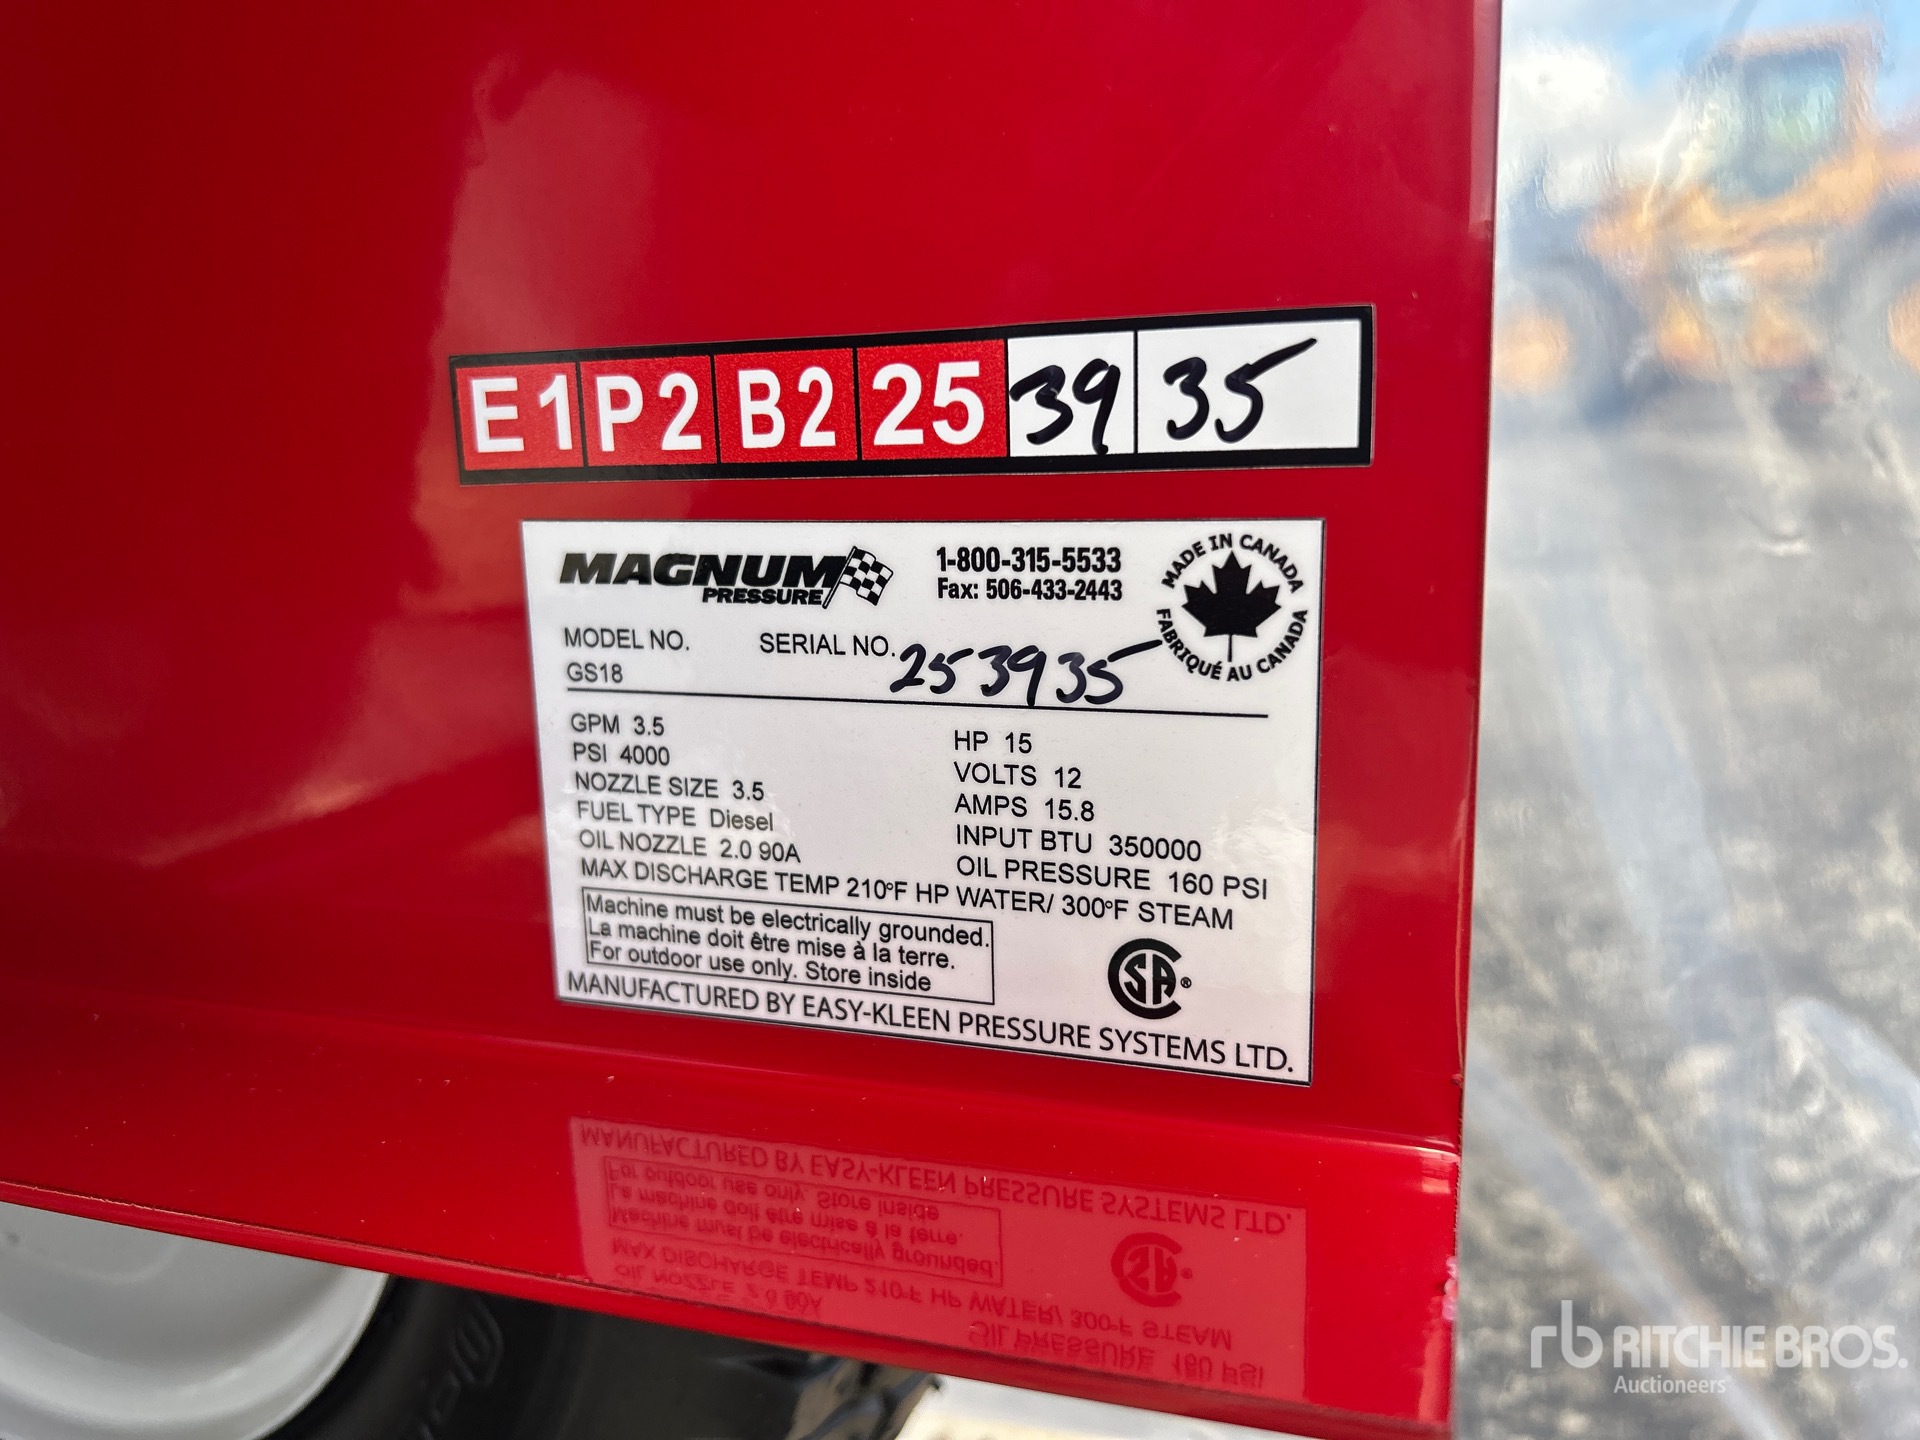 E1 P2 B2 25 39 35
MAGNUM PRESSURE
1-800-315-5533
Fax: 506-433-2443
MADE IN CANADA
FABRIQUÉ AU CANADA
MODEL NO. SERIAL NO. 253935
GS18
GPM 3.5
PSI 4000
NOZZLE SIZE 3.5
FUEL TYPE Diesel
OIL NOZZLE 2.0 90A
HP 15
VOLTS 12
AMPS 15.8
INPUT BTU 350000
OIL PRESSURE 160 PSI
MAX DISCHARGE TEMP 210°F HP WATER/ 300°F STEAM
Machine must be electrically grounded.
La machine doit être mise à la terre.
For outdoor use only. Store inside
CSA®
MANUFACTURED BY EASY-KLEEN PRESSURE SYSTEMS LTD.
rb RITCHIE BROS.
Auctioneers